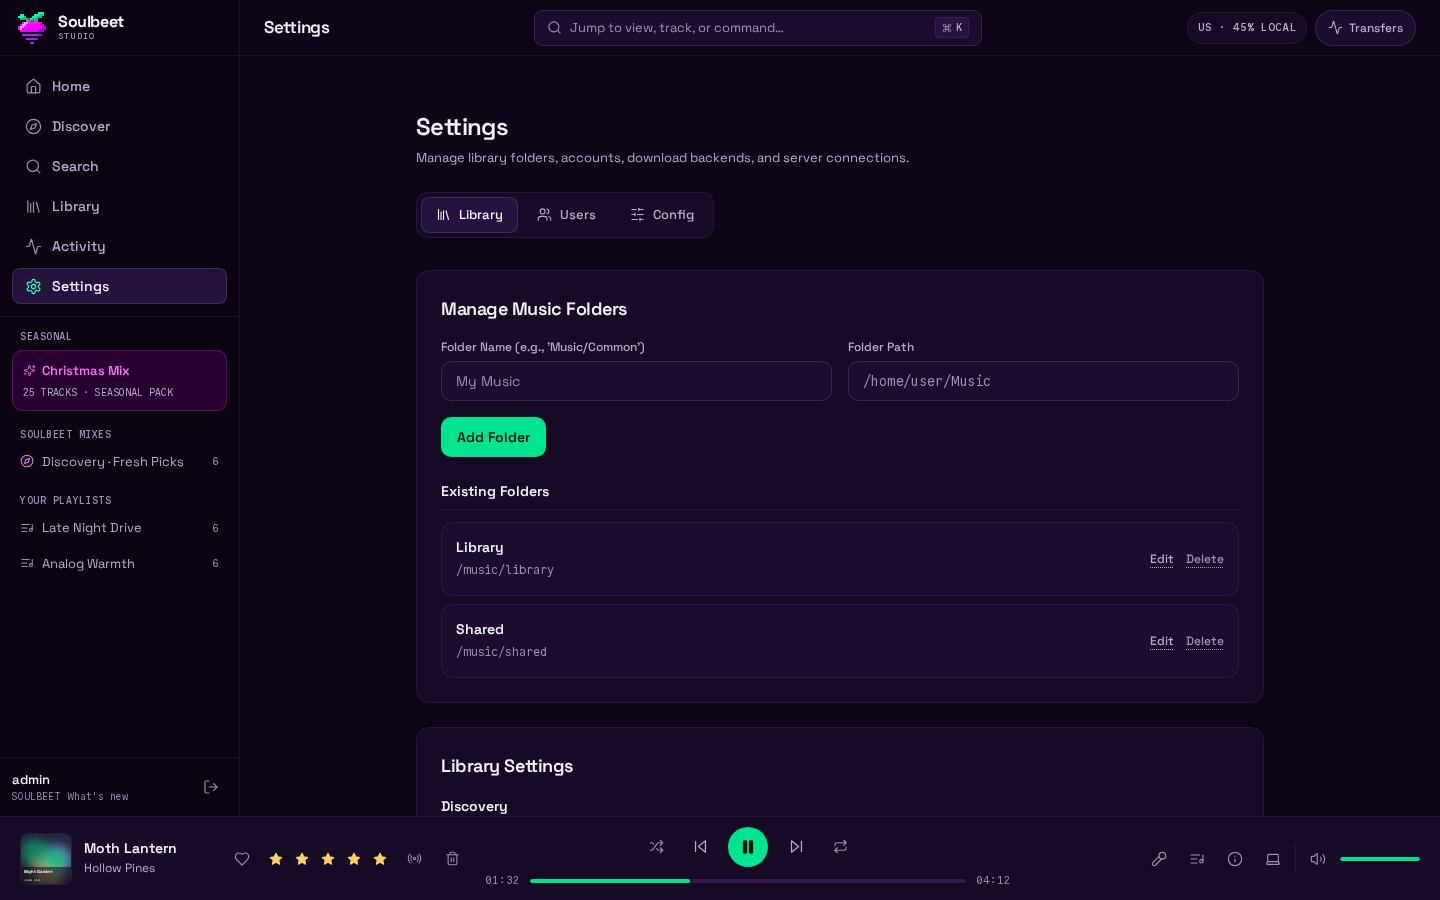 Soulbeet
STUDIO
Settings
Jump to view, track, or command...
⌘ K
US · 45% LOCAL
Transfers
Home
Discover
Search
Library
Activity
Settings
SEASONAL
Christmas Mix
25 TRACKS · SEASONAL PACK
SOULBEET MIXES
Discovery · Fresh Picks 6
YOUR PLAYLISTS
Late Night Drive 6
Analog Warmth 6
admin
SOULBEET What's new
Settings
Manage library folders, accounts, download backends, and server connections.
Library
Users
Config
Manage Music Folders
Folder Name (e.g., 'Music/Common')
Folder Path
My Music
/home/user/Music
Add Folder
Existing Folders
Library
/music/library
Edit Delete
Shared
/music/shared
Edit Delete
Library Settings
Discovery
Moth Lantern
Hollow Pines
01:32
04:12